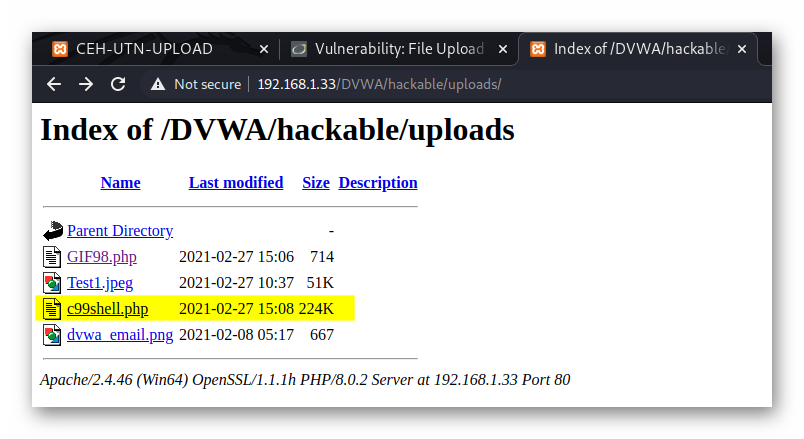 CEH-UTN-UPLOAD
Vulnerability: File Upload
Index of /DVWA/hackable/
Not secure 192.168.1.33/DVWA/hackable/uploads/
Index of /DVWA/hackable/uploads
Name Last modified Size Description
Parent Directory -
GIF98.php 2021-02-27 15:06 714
Test1.jpeg 2021-02-27 10:37 51K
c99shell.php 2021-02-27 15:08 224K
dvwa_email.png 2021-02-08 05:17 667
Apache/2.4.46 (Win64) OpenSSL/1.1.1h PHP/8.0.2 Server at 192.168.1.33 Port 80